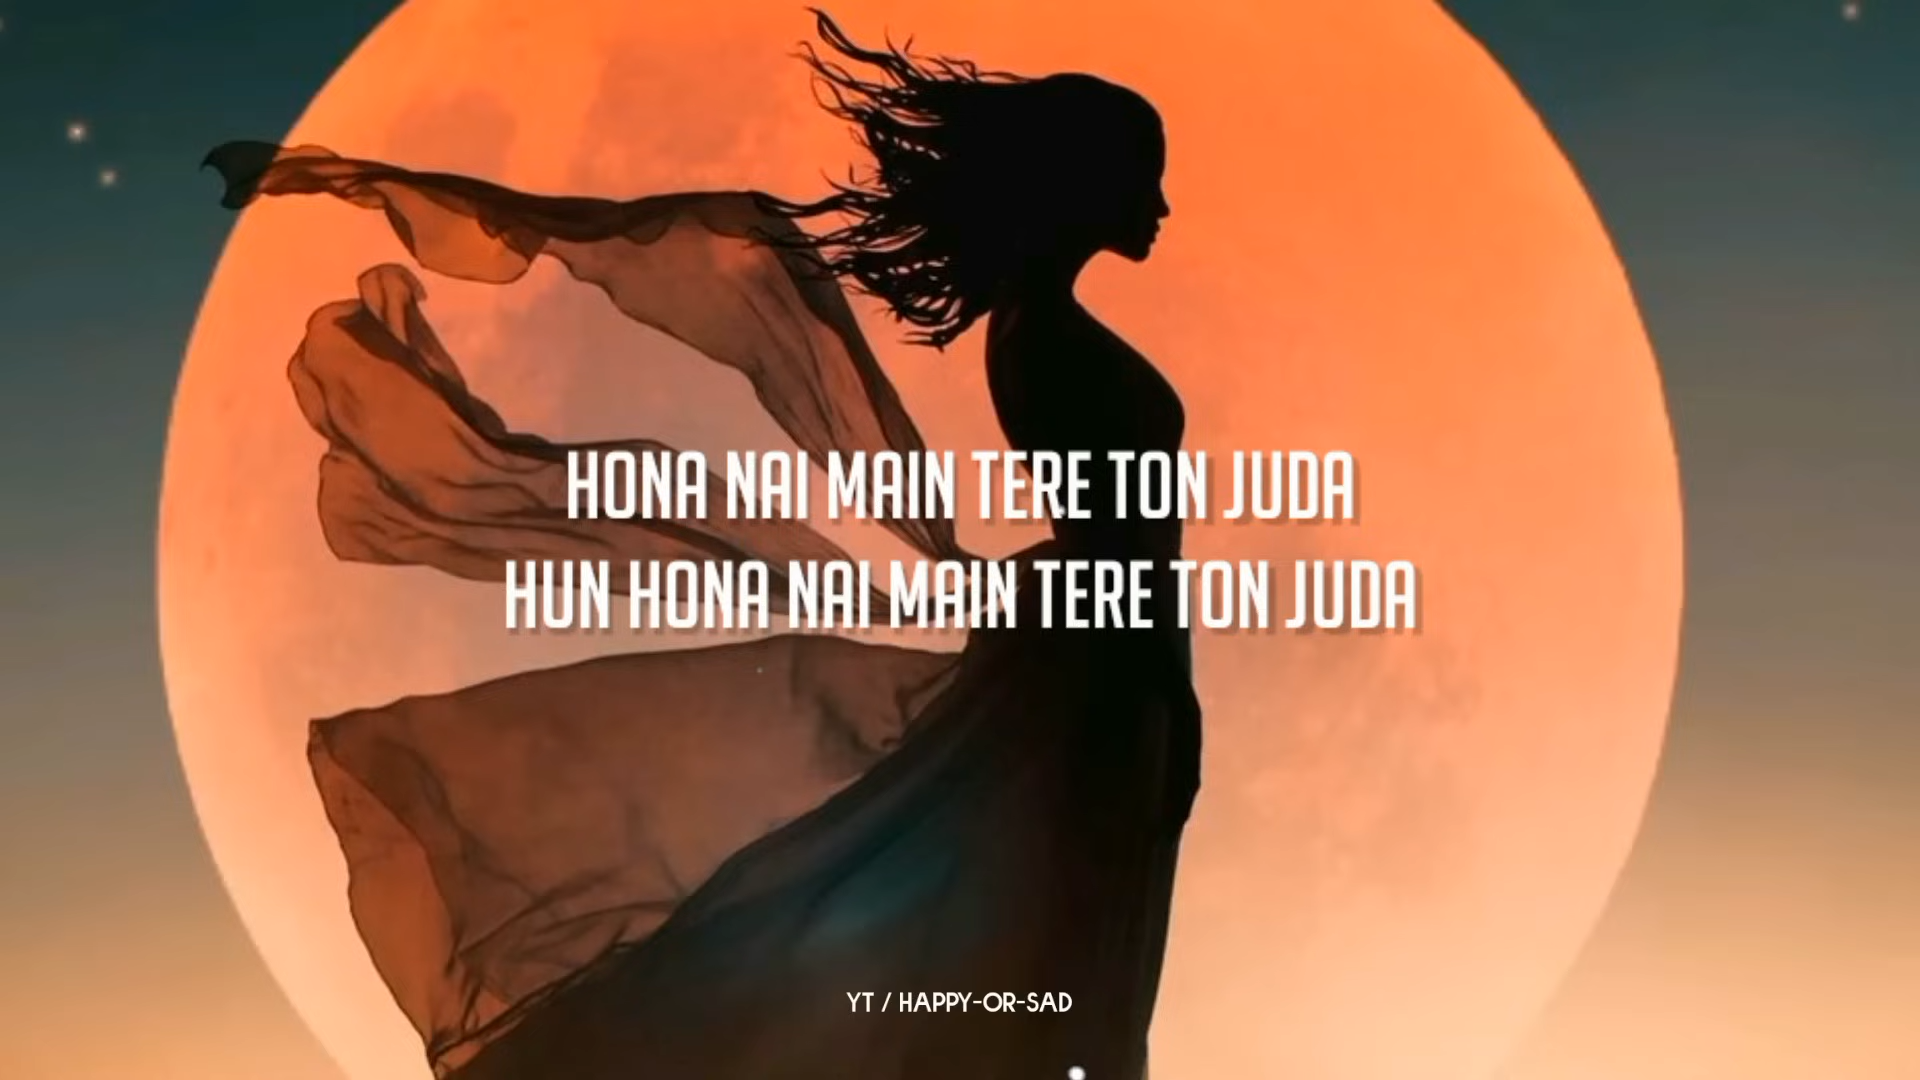 HONA NAI MAIN TERE TON JUDA
HUN HONA NAI MAIN TERE TON JUDA
YT / HAPPY-OR-SAD